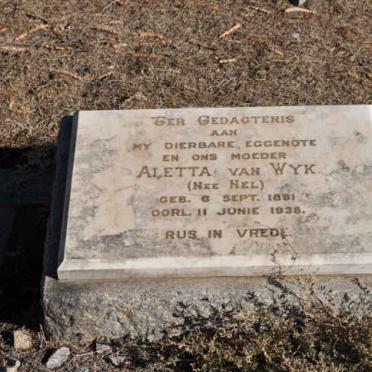 TER GEDAGTENIS
AAN
MY DIERBARE EGGENOTE
EN ONS MOEDER
ALETTA VAN WYK
(NEE NEL)
GEB. 6 SEPT. 1891
OORL. 11 JUNIE 1938.
RUS IN VREDE.